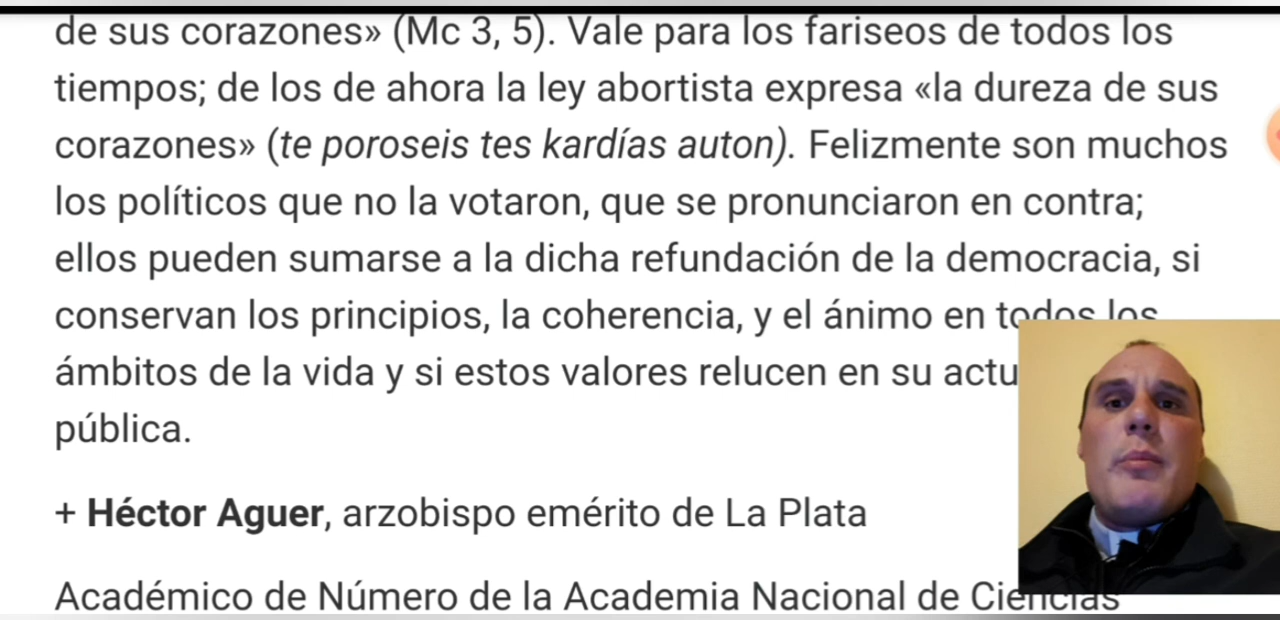 de sus corazones» (Mc 3, 5). Vale para los fariseos de todos los
tiempos; de los de ahora la ley abortista expresa «la dureza de sus
corazones» (te poroseis tes kardías auton). Felizmente son muchos
los políticos que no la votaron, que se pronunciaron en contra;
ellos pueden sumarse a la dicha refundación de la democracia, si
conservan los principios, la coherencia, y el ánimo en todos los
ámbitos de la vida y si estos valores relucen en su actu
pública.
+ Héctor Aguer, arzobispo emérito de La Plata
Académico de Número de la Academia Nacional de Ciencias